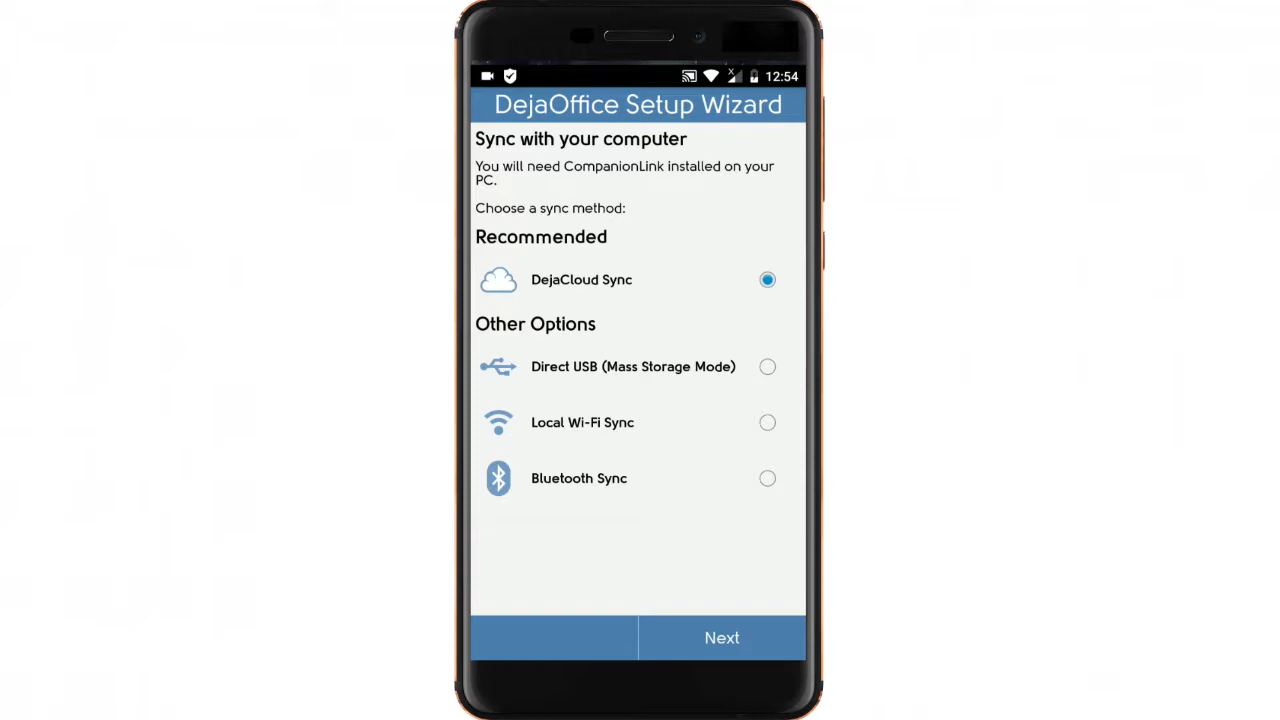 12:54
DejaOffice Setup Wizard
Sync with your computer
You will need CompanionLink installed on your
PC.
Choose a sync method:
Recommended
DejaCloud Sync
Other Options
Direct USB (Mass Storage Mode)
Local Wi-Fi Sync
Bluetooth Sync
Next